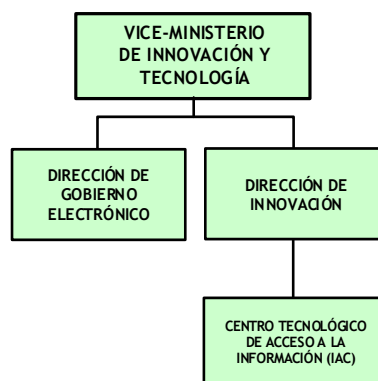 VICE-MINISTERIO
DE INNOVACIÓN Y
TECNOLOGÍA
DIRECCIÓN DE
GOBIERNO
ELECTRÓNICO
DIRECCIÓN DE
INNOVACIÓN
CENTRO TECNOLÓGICO
DE ACCESO A LA
INFORMACIÓN (IAC)